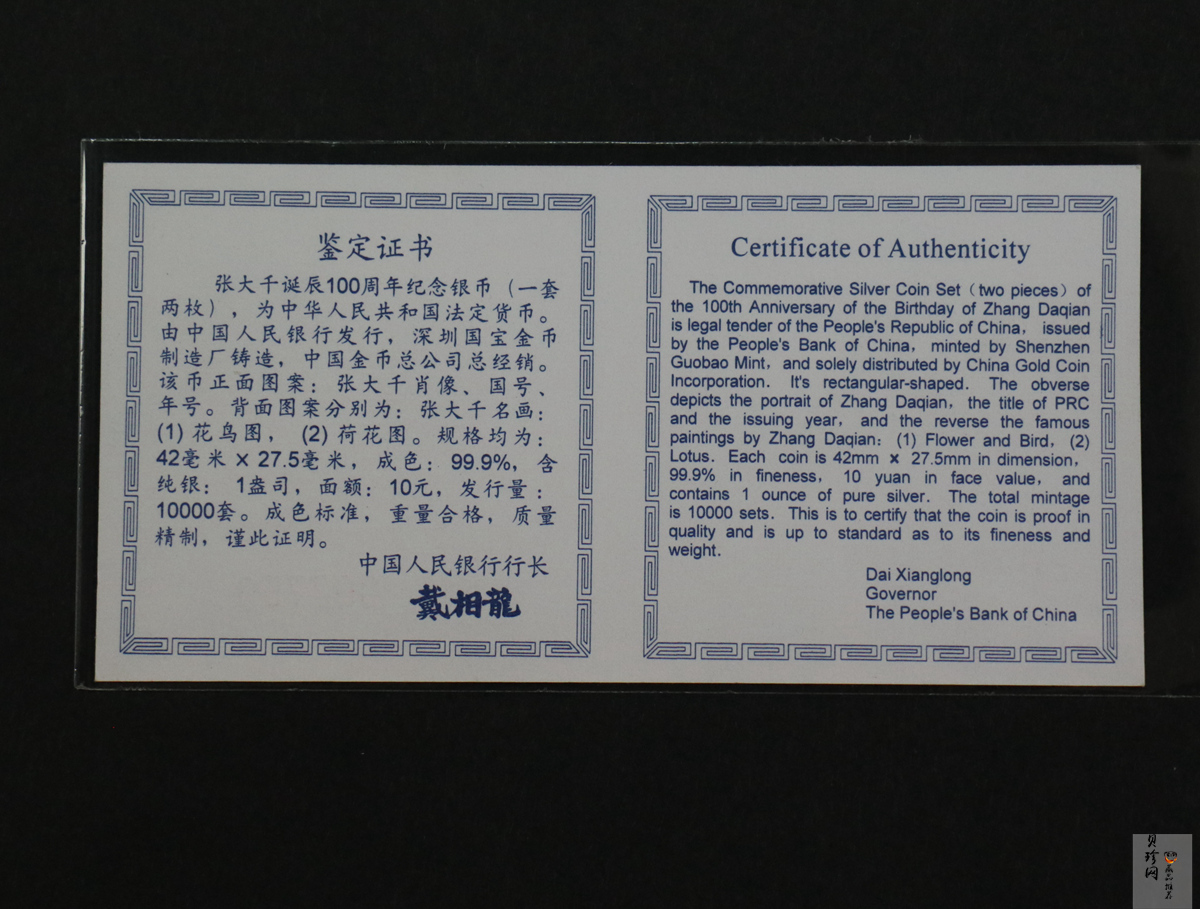 鉴定证书
张大千诞辰100周年纪念银币（一套
两枚），为中华人民共和国法定货币。
由中国人民银行发行，深圳国宝金币
制造厂铸造，中国金币总公司总经销。
该币正面图案：张大千肖像、国号、
年号。背面图案分别为：张大千名画：
(1) 花鸟图， (2) 荷花图。规格均为：
42毫米 × 27.5毫米，成色：99.9%，含
纯银： 1盎司，面额：10元，发行量：
10000套。成色标准，重量合格，质量
精制，谨此证明。
中国人民银行行长
戴相龍
Certificate of Authenticity
The Commemorative Silver Coin Set（two pieces）of
the 100th Anniversary of the Birthday of Zhang Daqian
is legal tender of the People's Republic of China， issued
by the People's Bank of China， minted by Shenzhen
Guobao Mint，and solely distributed by China Gold Coin
Incorporation. It's rectangular-shaped. The obverse
depicts the portrait of Zhang Daqian，the title of PRC
and the issuing year， and the reverse the famous
paintings by Zhang Daqian:（1）Flower and Bird,（2）
Lotus. Each coin is 42mm × 27.5mm in dimension，
99.9% in fineness， 10 yuan in face value， and
contains 1 ounce of pure silver. The total mintage
is 10000 sets. This is to certify that the coin is proof in
quality and is up to standard as to its fineness and
weight.
Dai Xianglong
Governor
The People's Bank of China
贝珍网
藏品推荐